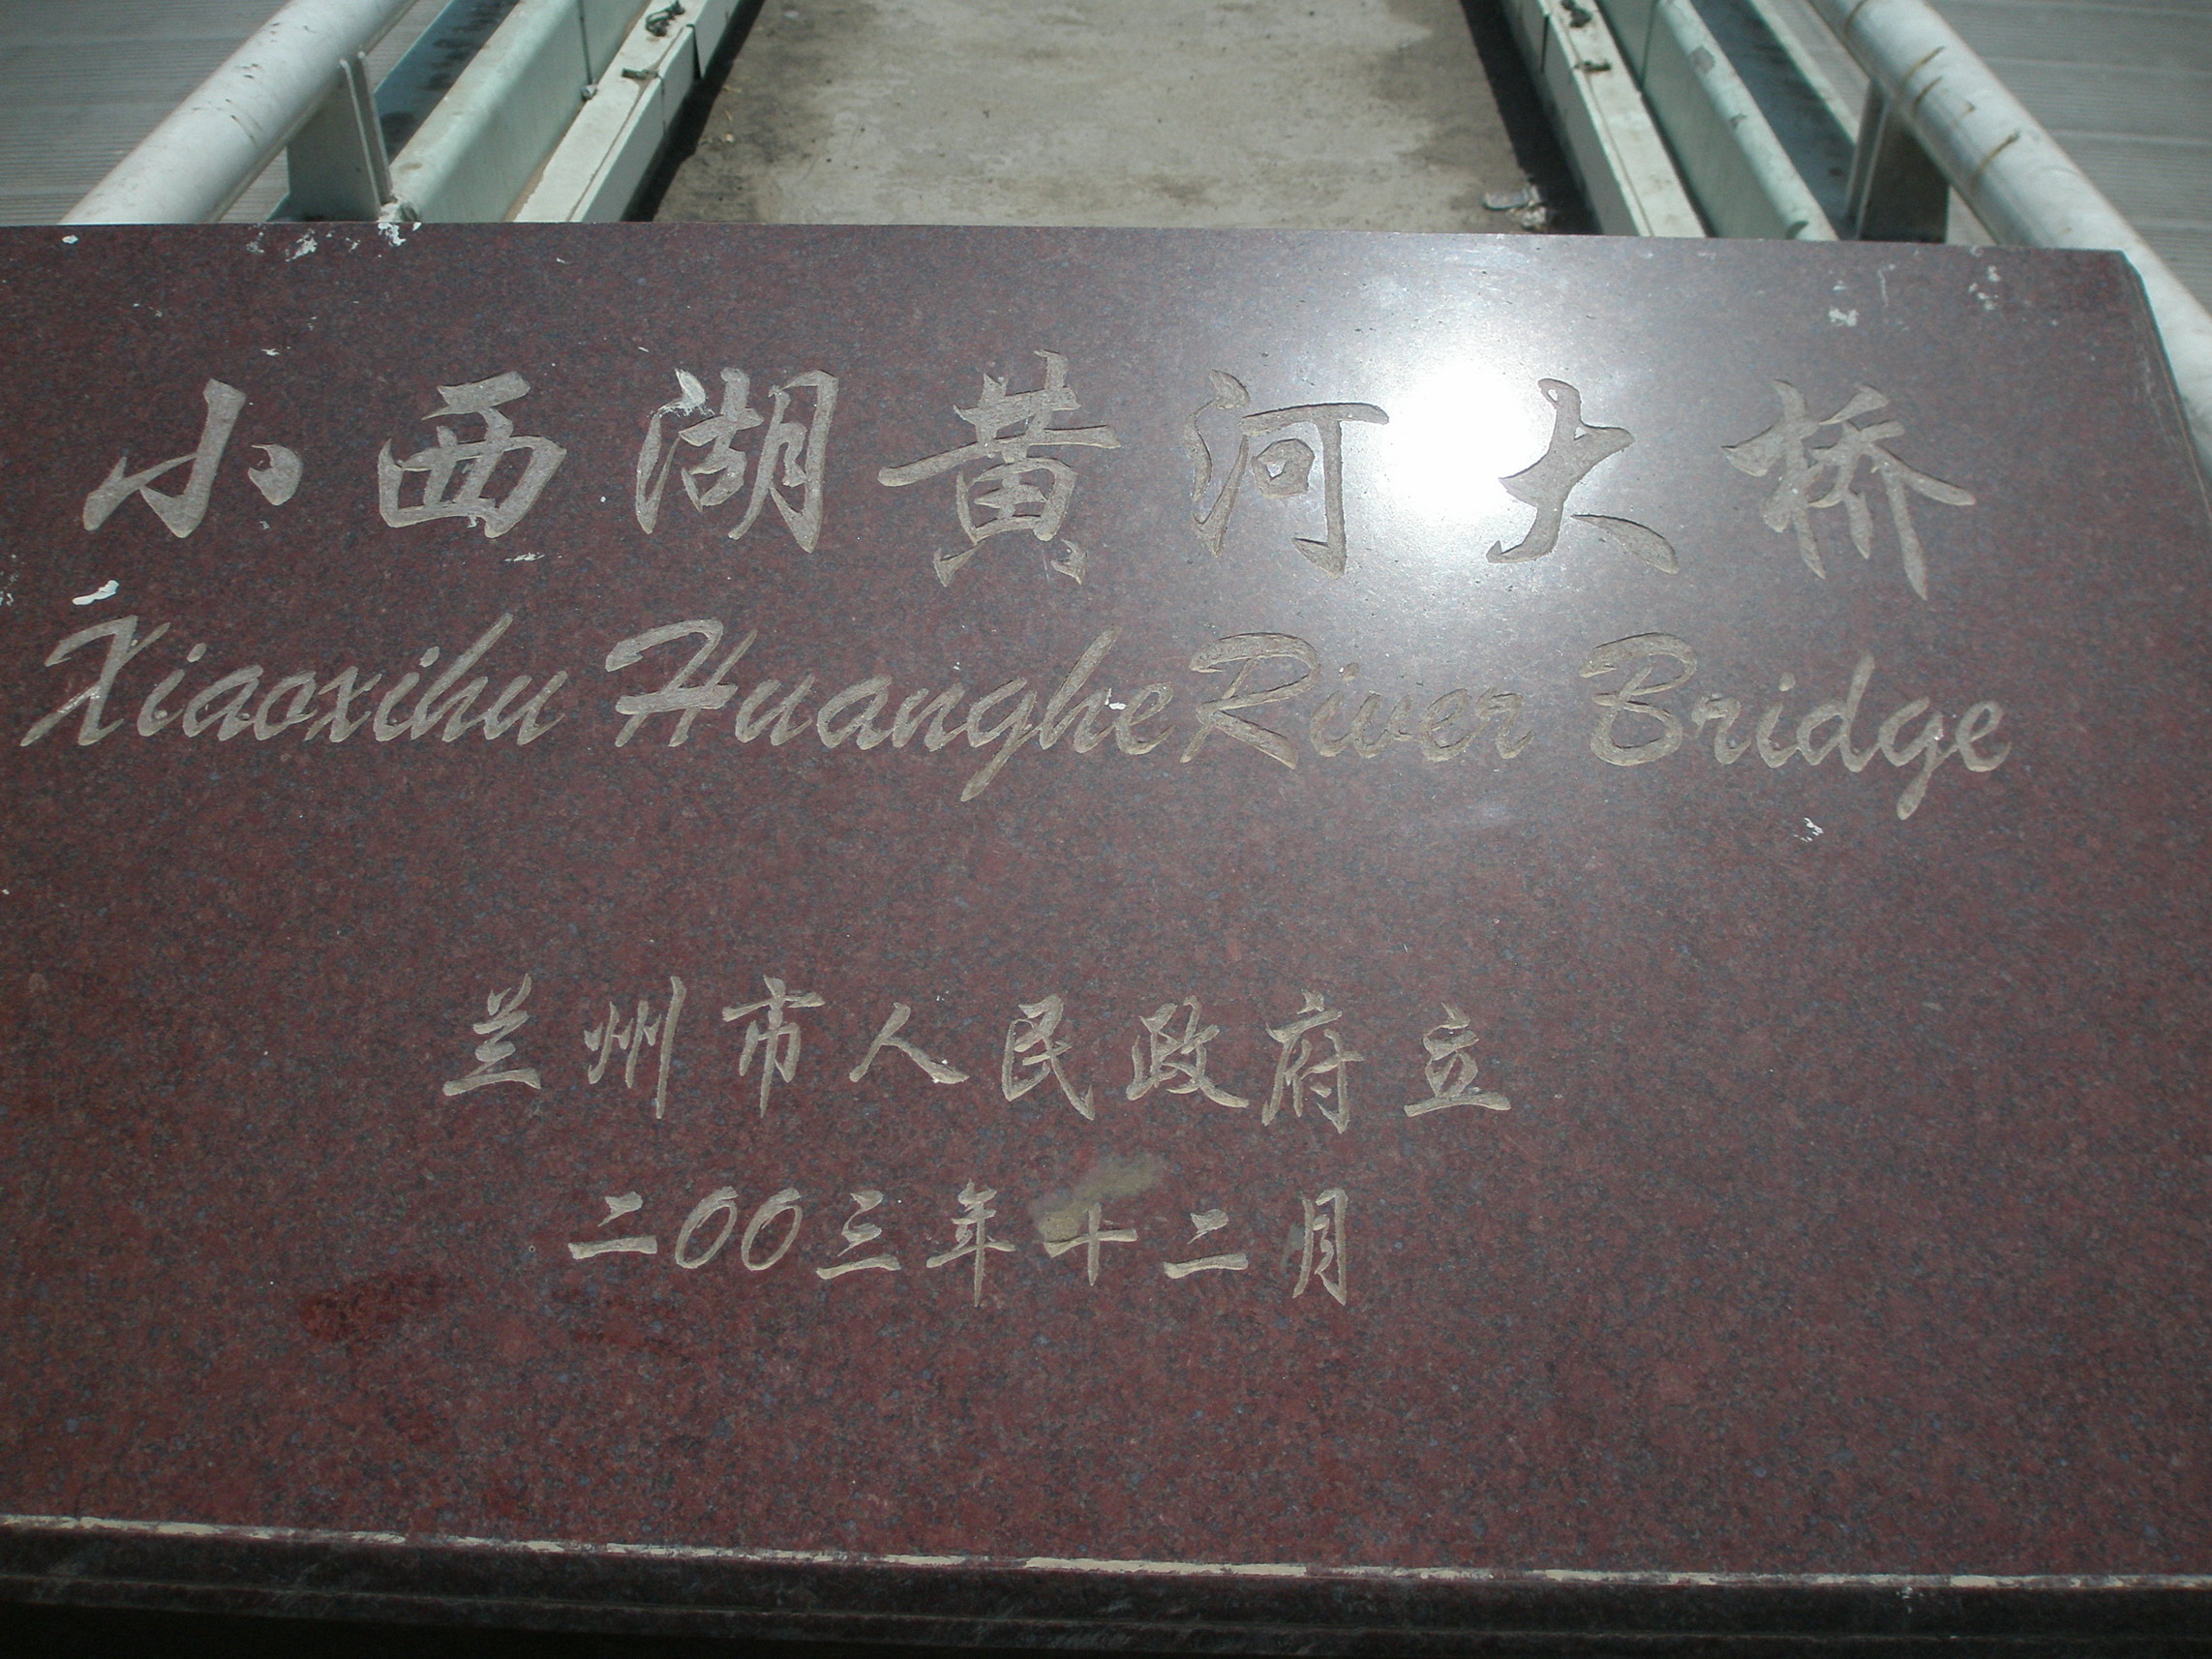 小西湖黄河大桥
Xiaoxihu Huanghe River Bridge
兰州市人民政府立
二00三年十二月